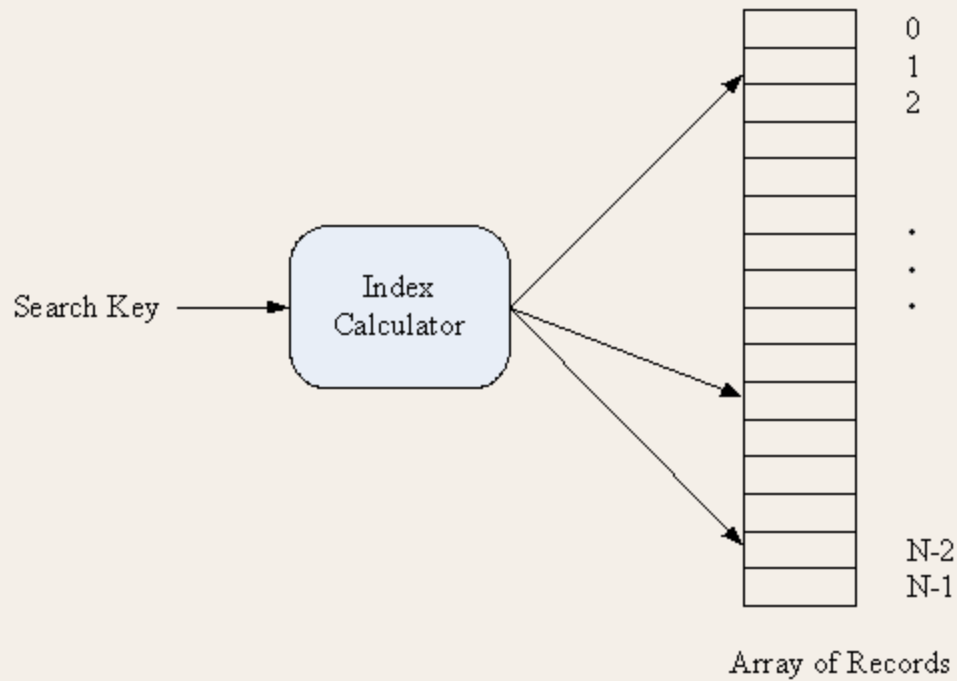 0
1
2
.
.
.
Search Key
Index
Calculator
N-2
N-1
Array of Records